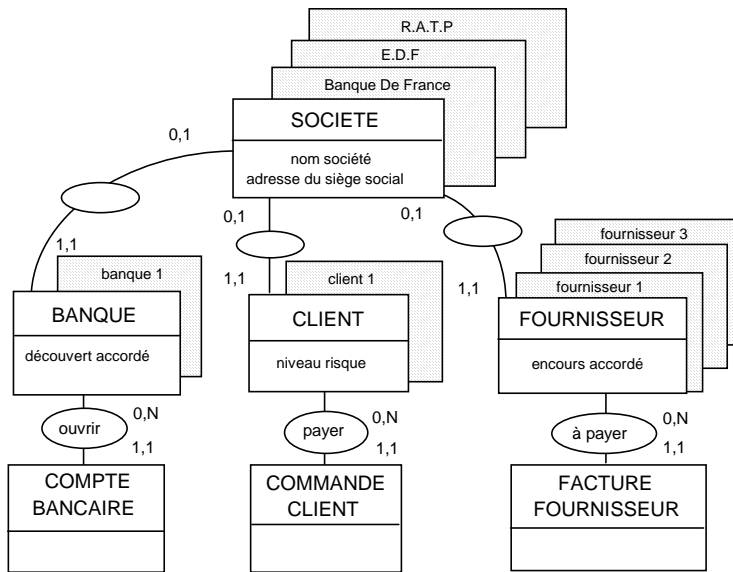 R.A.T.P
E.D.F
Banque De France
SOCIETE
nom société
adresse du siège social
0,1
0,1
0,1
1,1
1,1
1,1
banque 1
BANQUE
découvert accordé
client 1
CLIENT
niveau risque
fournisseur 3
fournisseur 2
fournisseur 1
FOURNISSEUR
encours accordé
ouvrir
0,N
1,1
payer
0,N
1,1
à payer
0,N
1,1
COMPTE
BANCAIRE
COMMANDE
CLIENT
FACTURE
FOURNISSEUR